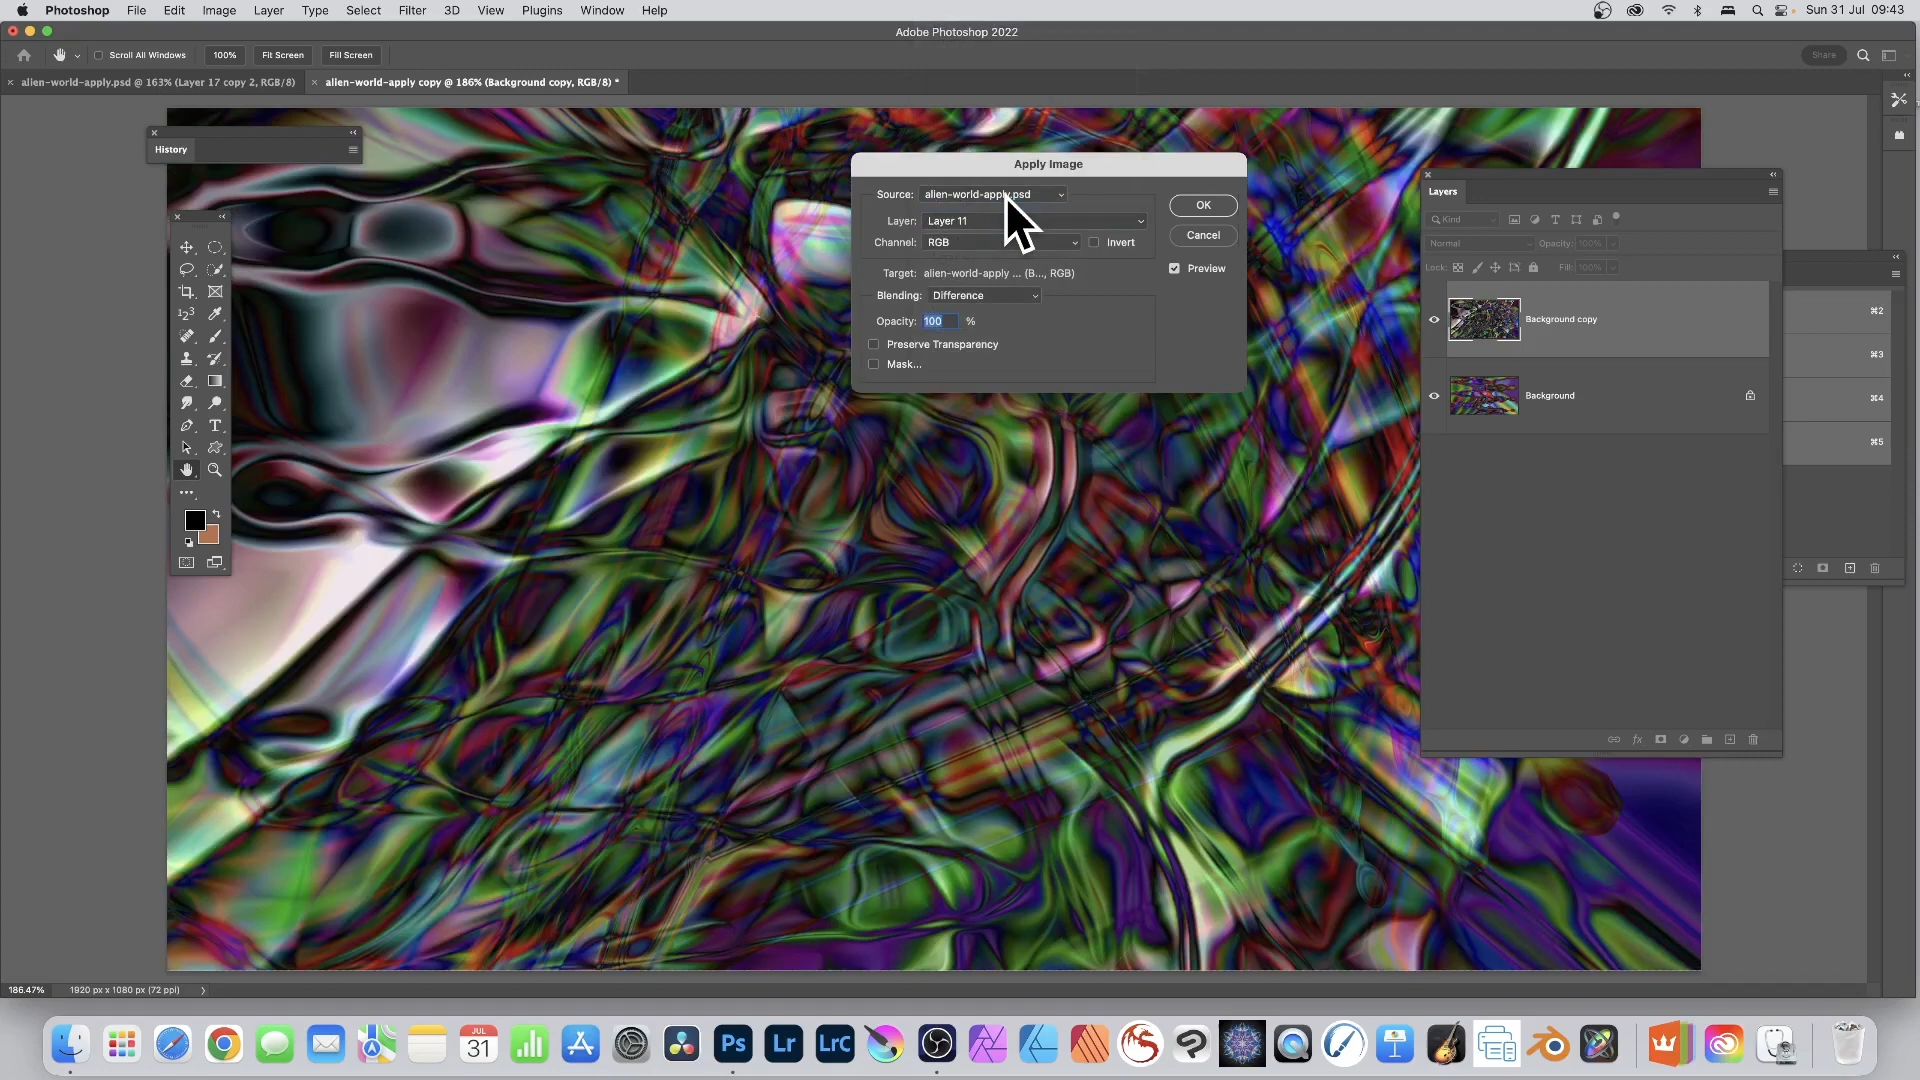 Photoshop File Edit Image Layer Type Select Filter 3D View Plugins Window Help Sun 31 Jul 09:43
Adobe Photoshop 2022
Scroll All Windows 100% Fit Screen Fill Screen Share
alien-world-apply.psd @ 163% (Layer 17 copy 2, RGB/8) alien-world-apply copy @ 186% (Background copy, RGB/8) *
History
Apply Image
Source: alien-world-apply.psd
OK
Layer: Layer 11
Cancel
Channel: RGB Invert
Preview
Target: alien-world-apply ... (B..., RGB)
Blending: Difference
Opacity: 100 %
Preserve Transparency
Mask...
Layers
Kind
Normal Opacity: 100%
Lock: Fill: 100%
Background copy
Background
⌘2
⌘3
⌘4
⌘5
186.47% 1920 px x 1080 px (72 ppi)
JUL
31
Ps Lr LrC